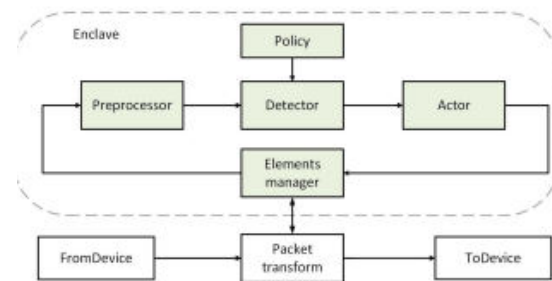 Enclave
Policy
Preprocessor
Detector
Actor
Elements
manager
FromDevice
Packet
transform
ToDevice